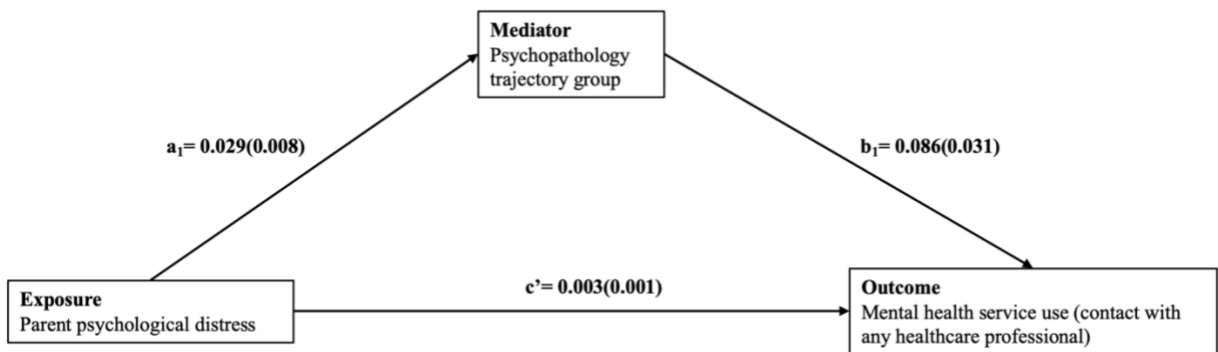 Mediator
Psychopathology
trajectory group
a₁= 0.029(0.008)
b₁= 0.086(0.031)
c’= 0.003(0.001)
Exposure
Parent psychological distress
Outcome
Mental health service use (contact with
any healthcare professional)